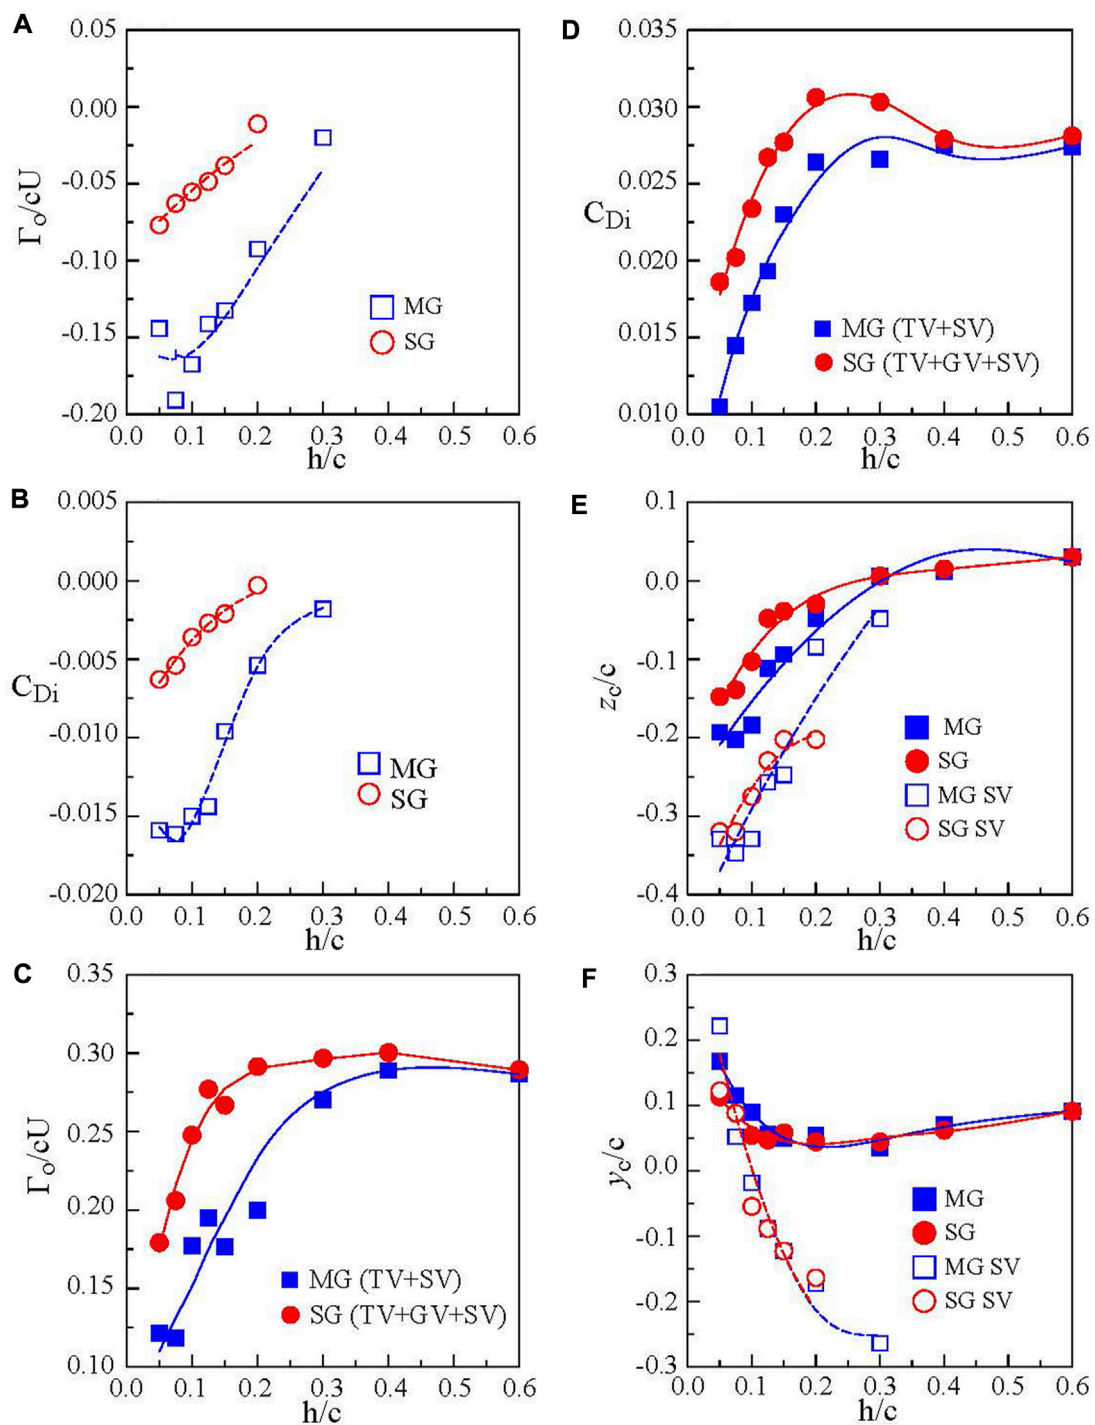 A
0.05
0.00
-0.05
-0.10
-0.15
-0.20
Γo/cU
MG
SG
0.0 0.1 0.2 0.3 0.4 0.5 0.6
h/c
B
0.005
0.000
-0.005
-0.010
-0.015
-0.020
CDi
MG
SG
0.0 0.1 0.2 0.3 0.4 0.5 0.6
h/c
C
0.35
0.30
0.25
0.20
0.15
0.10
Γo/cU
MG (TV+SV)
SG (TV+GV+SV)
0.0 0.1 0.2 0.3 0.4 0.5 0.6
h/c
D
0.035
0.030
0.025
0.020
0.015
0.010
CDi
MG (TV+SV)
SG (TV+GV+SV)
0.0 0.1 0.2 0.3 0.4 0.5 0.6
h/c
E
0.1
0.0
-0.1
-0.2
-0.3
-0.4
zc/c
MG
SG
MG SV
SG SV
0.0 0.1 0.2 0.3 0.4 0.5 0.6
h/c
F
0.3
0.2
0.1
0.0
-0.1
-0.2
-0.3
yc/c
MG
SG
MG SV
SG SV
0.0 0.1 0.2 0.3 0.4 0.5 0.6
h/c